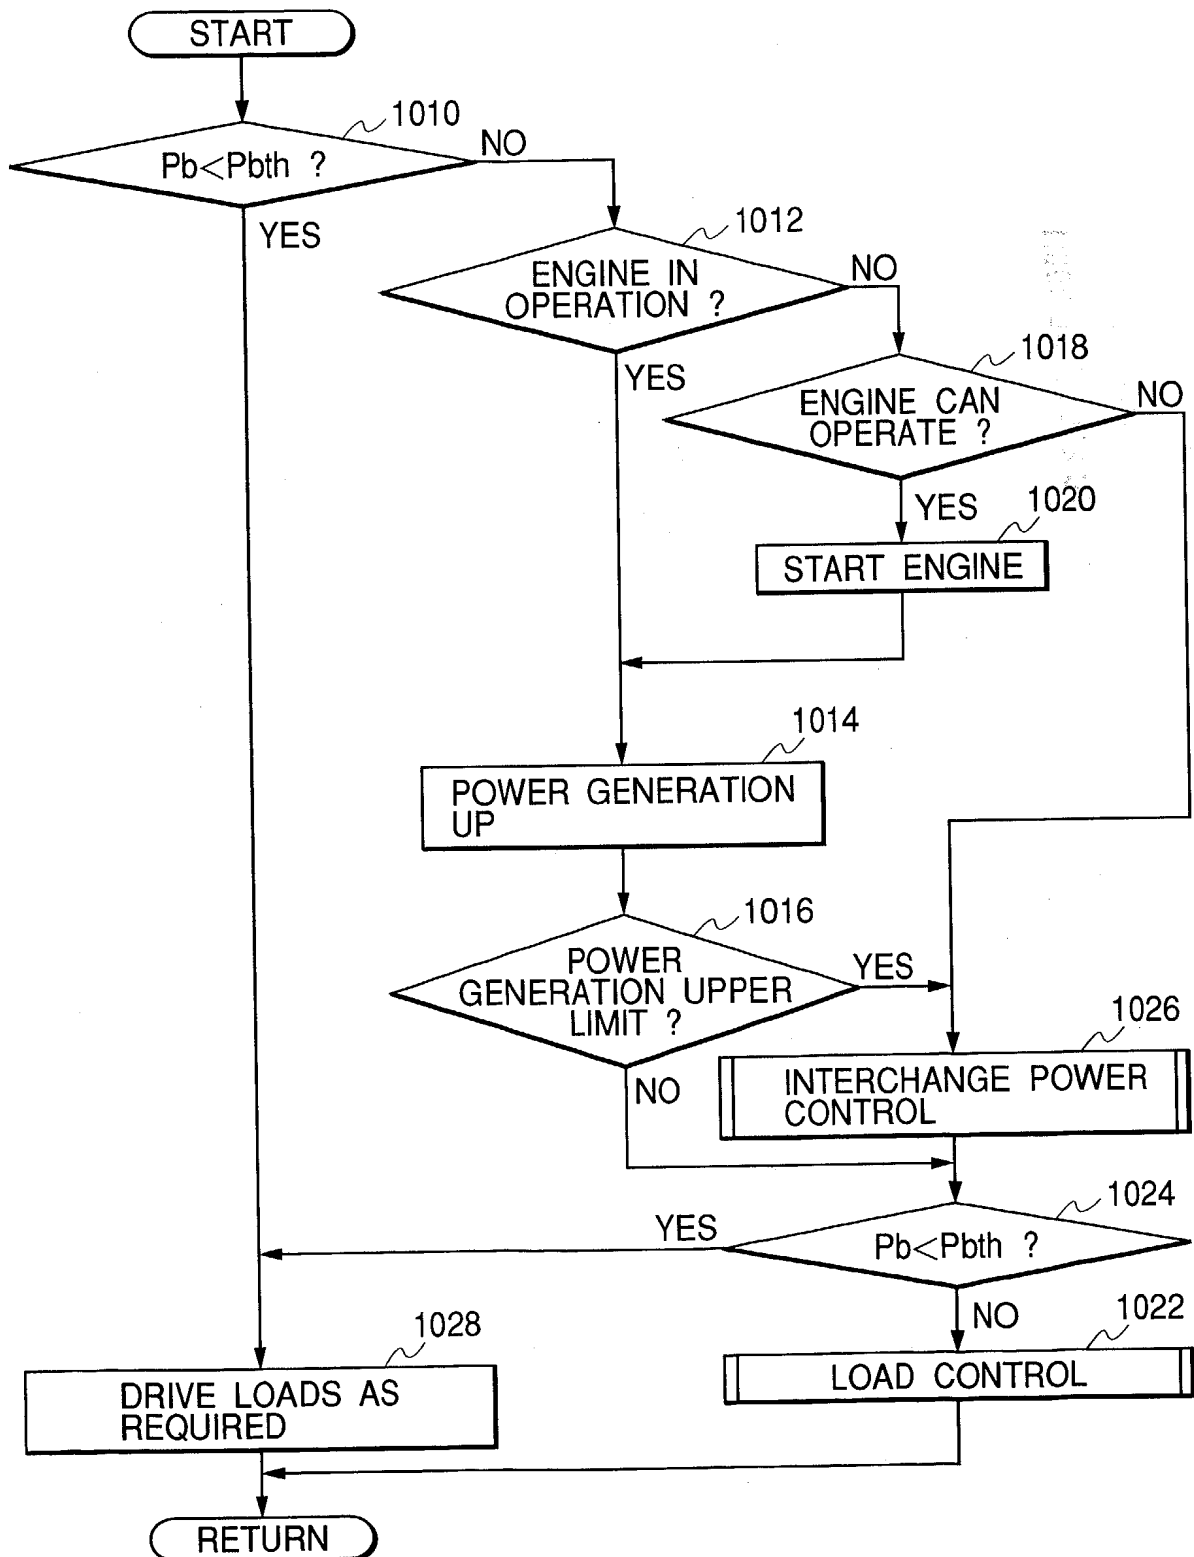 START
1010
Pb<Pbth ?
NO
YES
1012
ENGINE IN
OPERATION ?
NO
YES
1018
ENGINE CAN
OPERATE ?
NO
YES
1020
START ENGINE
1014
POWER GENERATION
UP
1016
POWER
GENERATION UPPER
LIMIT ?
YES
NO
1026
INTERCHANGE POWER
CONTROL
1024
Pb<Pbth ?
YES
NO
1022
LOAD CONTROL
1028
DRIVE LOADS AS
REQUIRED
RETURN